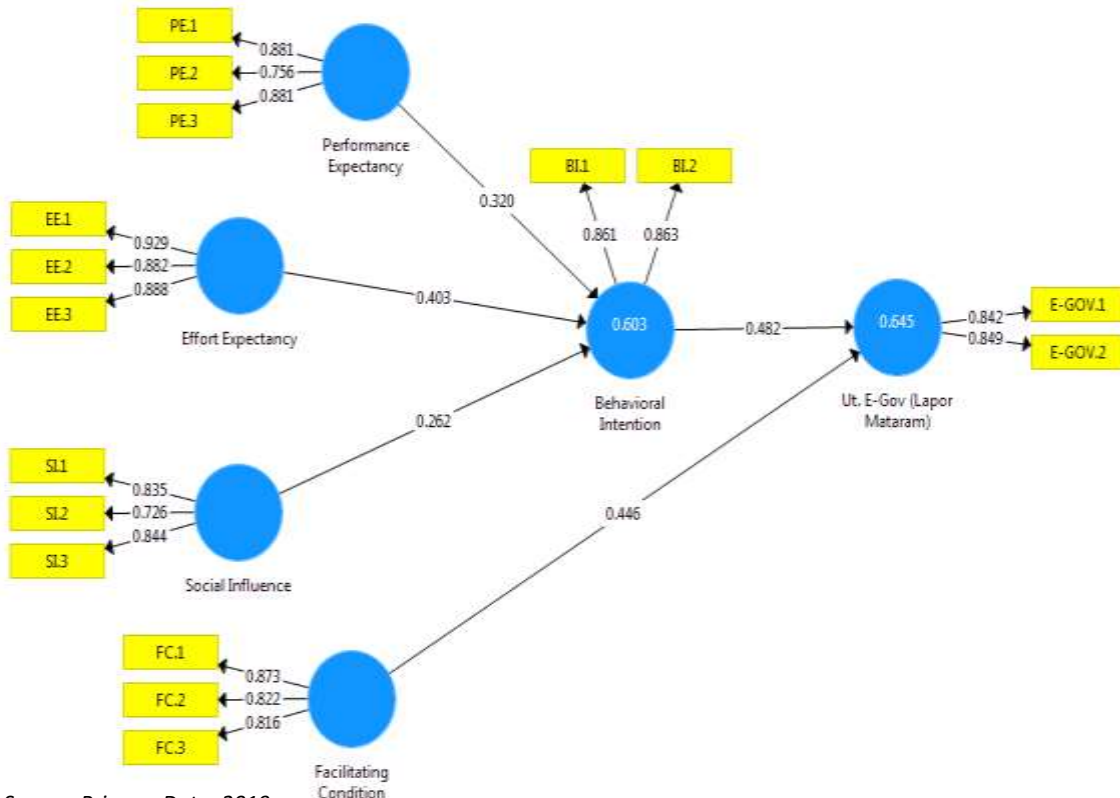 PE.1
PE.2
PE.3
0.881
0.756
0.881
Performance
Expectancy
0.320
BI.1
BI.2
0.861
0.863
EE.1
EE.2
EE.3
0.929
0.882
0.888
Effort Expectancy
0.403
0.603
Behavioral
Intention
0.482
0.645
Ut. E-Gov (Lapor
Mataram)
0.842
0.849
E-GOV.1
E-GOV.2
0.262
SI.1
SI.2
SI.3
0.835
0.726
0.844
Social Influence
0.446
FC.1
FC.2
FC.3
0.873
0.822
0.816
Facilitating
Condition